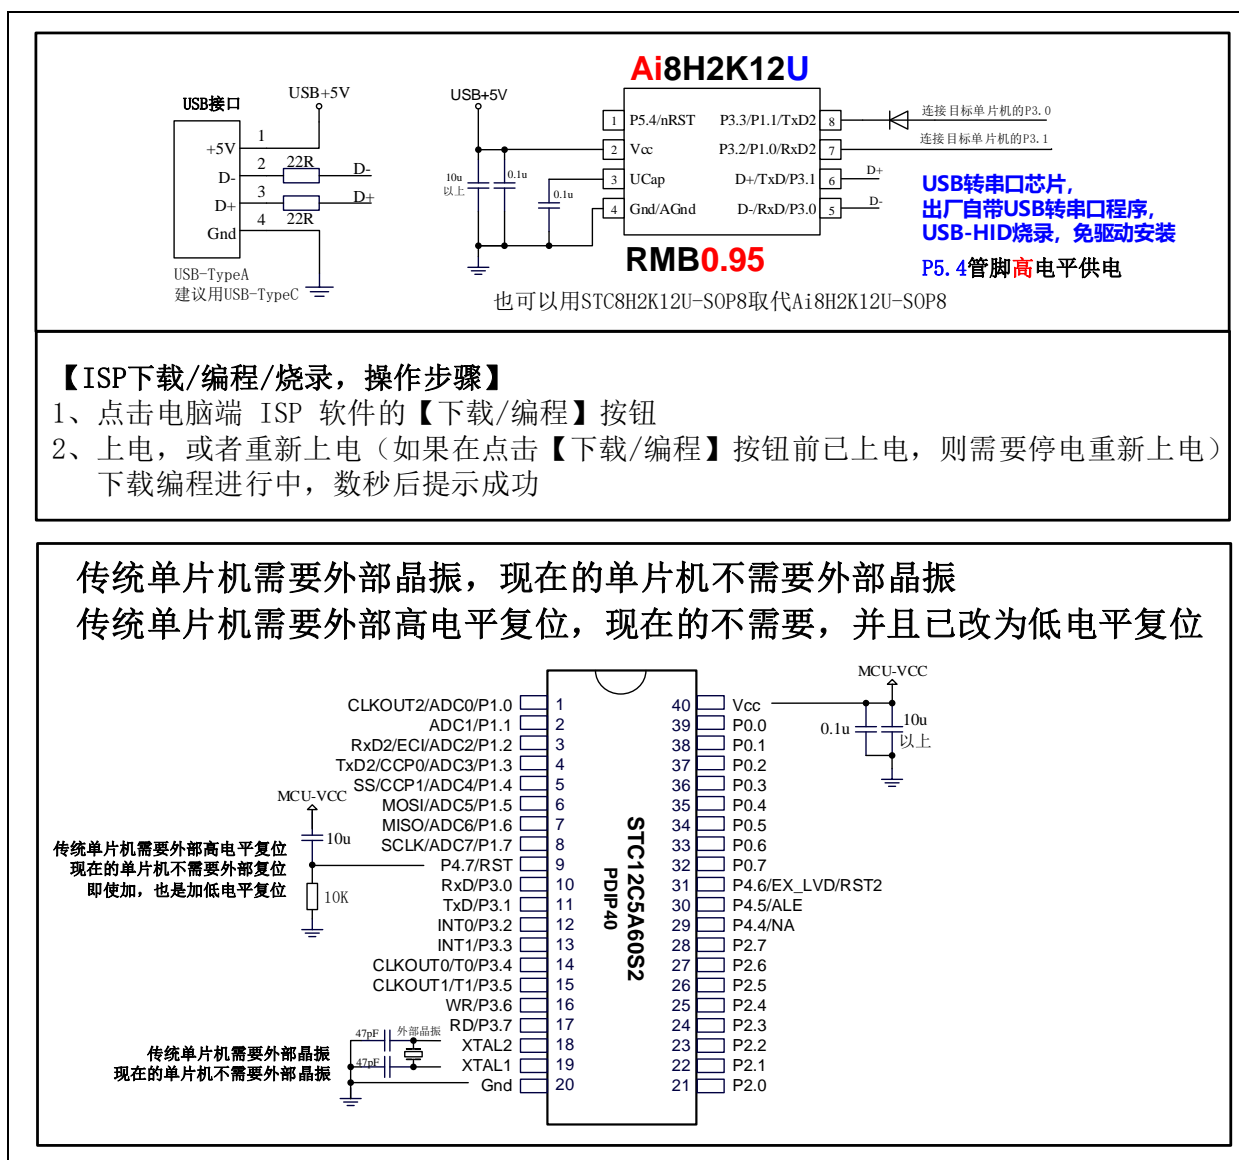 Ai8H2K12U
USB接口
USB+5V
+5V
D-
D+
Gnd
1
2
3
4
22R
22R
D-
D+
USB-TypeA
建议用USB-TypeC
USB+5V
10u
以上
0.1u
0.1u
1 P5.4/nRST P3.3/P1.1/TxD2 8
2 Vcc P3.2/P1.0/RxD2 7
3 UCap D+/TxD/P3.1 6
4 Gnd/AGnd D-/RxD/P3.0 5
连接目标单片机的P3.0
连接目标单片机的P3.1
D+
D-
RMB0.95
USB转串口芯片，
出厂自带USB转串口程序，
USB-HID烧录，免驱动安装
P5.4管脚高电平供电
也可以用STC8H2K12U-SOP8取代Ai8H2K12U-SOP8
【ISP下载/编程/烧录，操作步骤】
1、点击电脑端 ISP 软件的【下载/编程】按钮
2、上电，或者重新上电（如果在点击【下载/编程】按钮前已上电，则需要停电重新上电）
下载编程进行中，数秒后提示成功
传统单片机需要外部晶振，现在的单片机不需要外部晶振
传统单片机需要外部高电平复位，现在的不需要，并且已改为低电平复位
CLKOUT2/ADC0/P1.0 1
ADC1/P1.1 2
RxD2/ECI/ADC2/P1.2 3
TxD2/CCP0/ADC3/P1.3 4
SS/CCP1/ADC4/P1.4 5
MOSI/ADC5/P1.5 6
MISO/ADC6/P1.6 7
SCLK/ADC7/P1.7 8
P4.7/RST 9
RxD/P3.0 10
TxD/P3.1 11
INT0/P3.2 12
INT1/P3.3 13
CLKOUT0/T0/P3.4 14
CLKOUT1/T1/P3.5 15
WR/P3.6 16
RD/P3.7 17
XTAL2 18
XTAL1 19
Gnd 20
STC12C5A60S2
PDIP40
40 Vcc
39 P0.0
38 P0.1
37 P0.2
36 P0.3
35 P0.4
34 P0.5
33 P0.6
32 P0.7
31 P4.6/EX_LVD/RST2
30 P4.5/ALE
29 P4.4/NA
28 P2.7
27 P2.6
26 P2.5
25 P2.4
24 P2.3
23 P2.2
22 P2.1
21 P2.0
MCU-VCC
0.1u
10u
以上
MCU-VCC
10u
10K
传统单片机需要外部高电平复位
现在的单片机不需要外部复位
即使加，也是加低电平复位
47pF
外部晶振
47pF
传统单片机需要外部晶振
现在的单片机不需要外部晶振